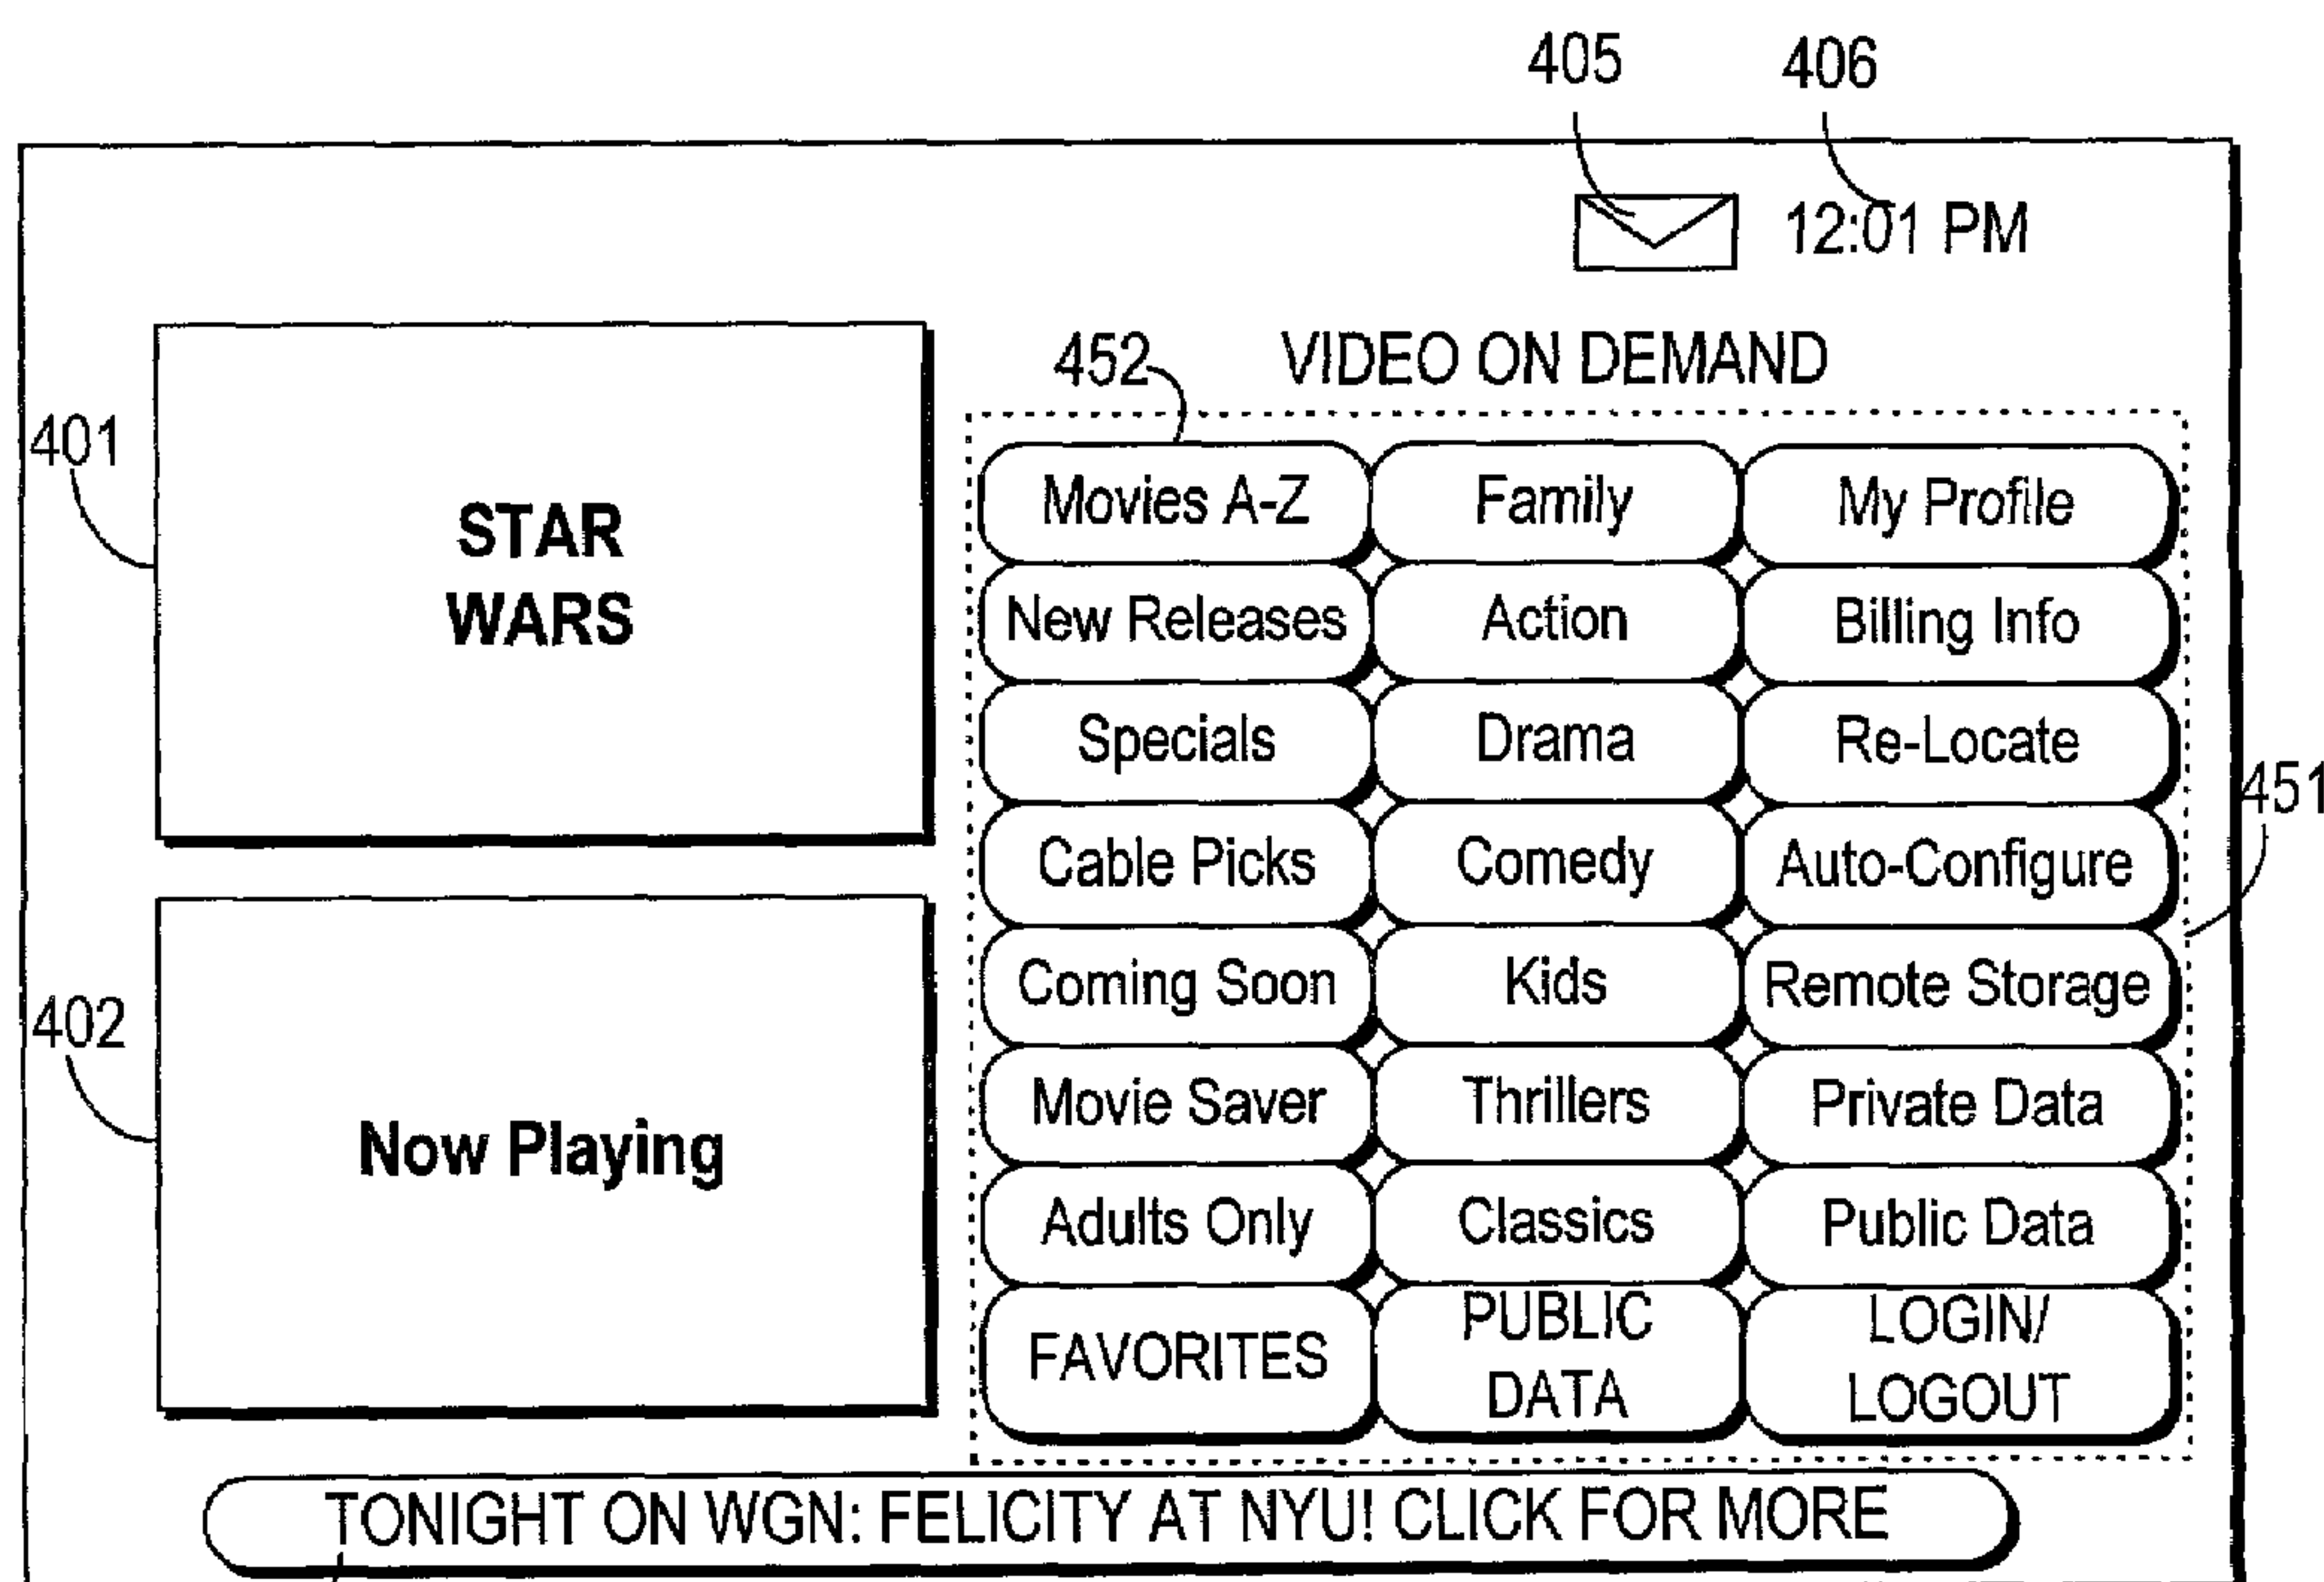 405 406
12:01 PM
401
STAR
WARS
402
Now Playing
452 VIDEO ON DEMAND
Movies A-Z Family My Profile
New Releases Action Billing Info
Specials Drama Re-Locate
451
Cable Picks Comedy Auto-Configure
Coming Soon Kids Remote Storage
Movie Saver Thrillers Private Data
Adults Only Classics Public Data
FAVORITES
PUBLIC
DATA
LOGIN/
LOGOUT
TONIGHT ON WGN: FELICITY AT NYU! CLICK FOR MORE